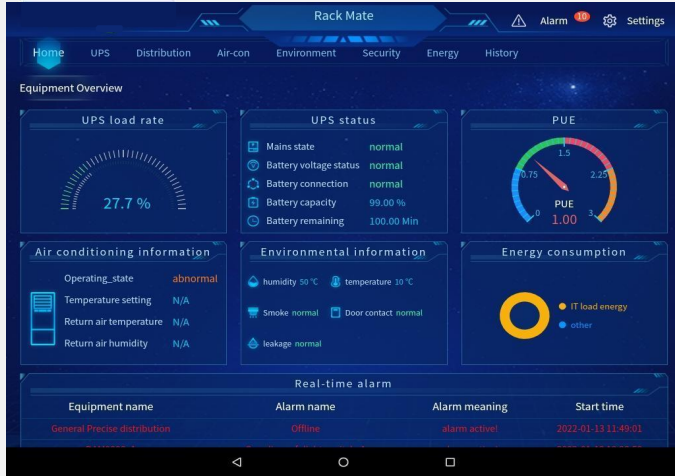 Rack Mate
Alarm 10 Settings
Home UPS Distribution Air-con Environment Security Energy History
Equipment Overview
UPS load rate
27.7 %
UPS status
Mains state normal
Battery voltage status normal
Battery connection normal
Battery capacity 99.00 %
Battery remaining 100.00 Min
PUE
0 0.75 1.5 2.25 3
PUE
1.00
Air conditioning information
Operating_state abnormal
Temperature setting N/A
Return air temperature N/A
Return air humidity N/A
Environmental information
humidity 50 ℃ temperature 10 ℃
Smoke normal Door contact normal
leakage normal
Energy consumption
IT load energy
other
Real-time alarm
Equipment name Alarm name Alarm meaning Start time
General Precise distribution Offline alarm active! 2022-01-13 11:49:01